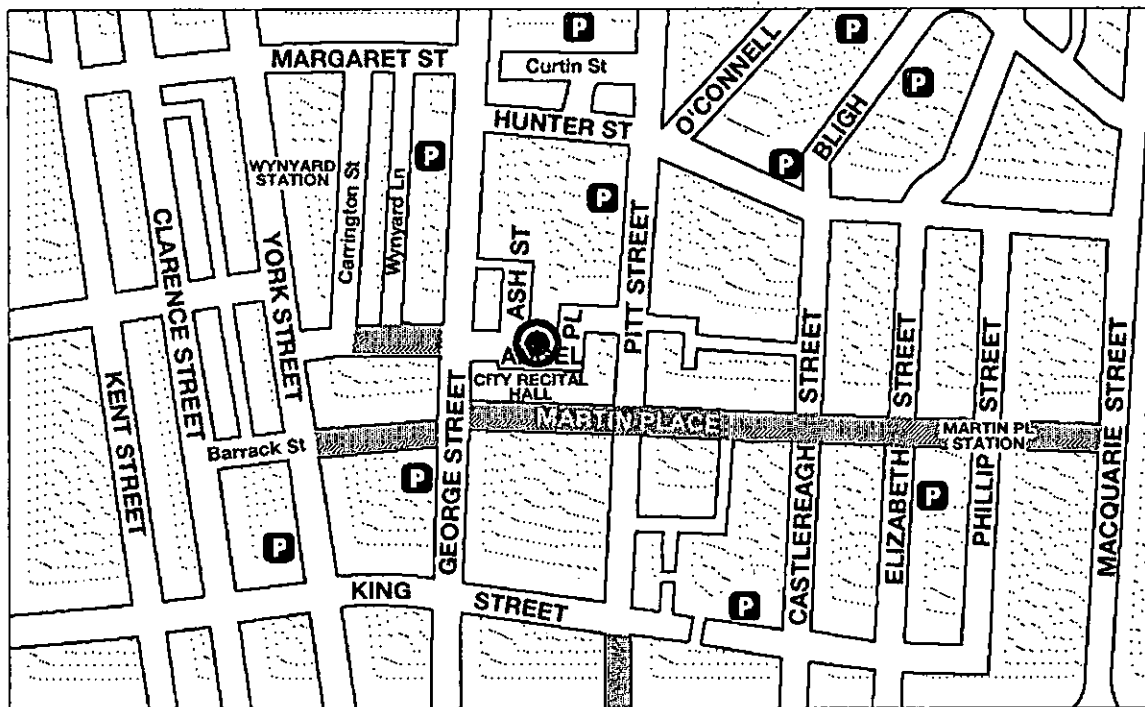 P
P
P
MARGARET ST
Curtin St
O'CONNELL
HUNTER ST
BLIGH
P
P
WYNYARD
STATION
P
Carrington St
Wynyard Ln
CLARENCE STREET
YORK STREET
ASH ST
PITT STREET
PL
CITY RECITAL
HALL
STREET
STREET
STREET
STREET
KENT STREET
GEORGE STREET
MARTIN PLACE
MARTIN PL
STATION
Barrack St
P
P
P
CASTLEREAGH
ELIZABETH
PHILLIP
MACQUARIE
KING
STREET
P